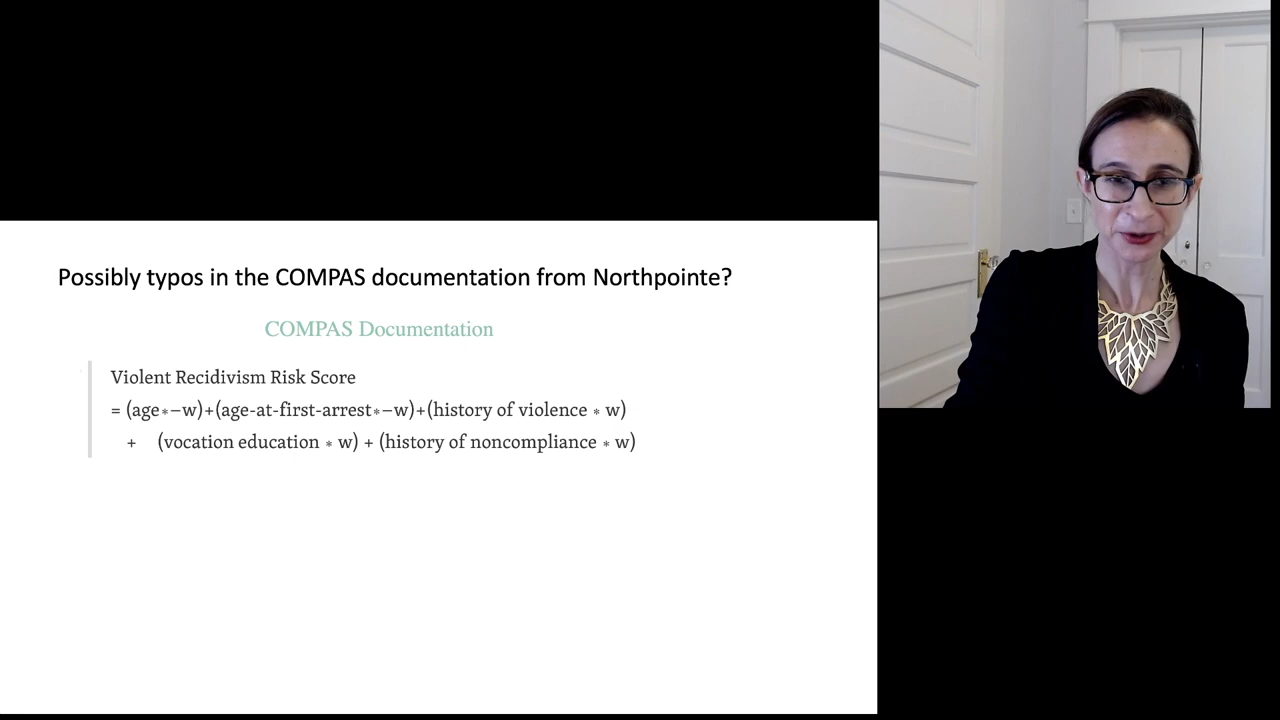 Possibly typos in the COMPAS documentation from Northpointe?
COMPAS Documentation
Violent Recidivism Risk Score
= (age∗−w)+(age-at-first-arrest∗−w)+(history of violence ∗ w)
+ (vocation education ∗ w) + (history of noncompliance ∗ w)